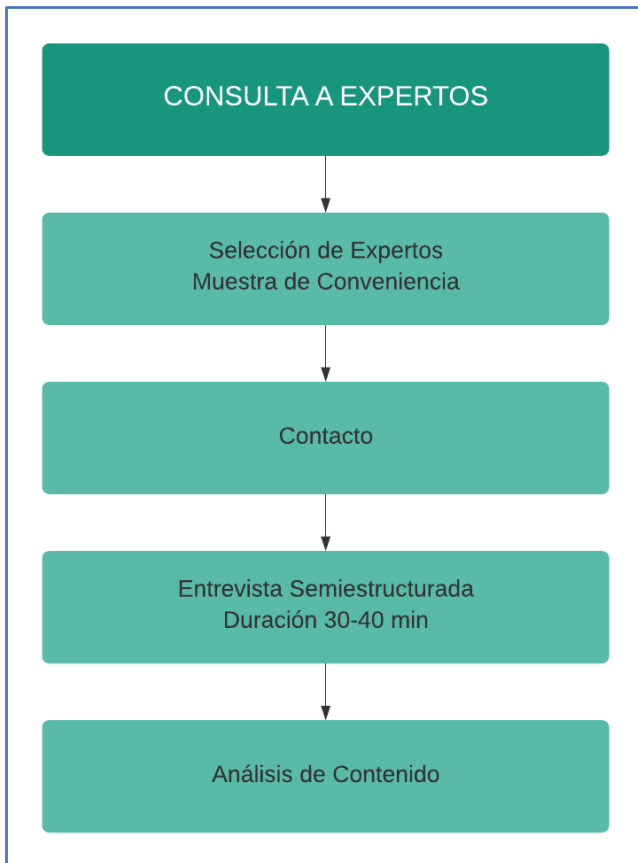 CONSULTA A EXPERTOS
Selección de Expertos
Muestra de Conveniencia
Contacto
Entrevista Semiestructurada
Duración 30-40 min
Análisis de Contenido